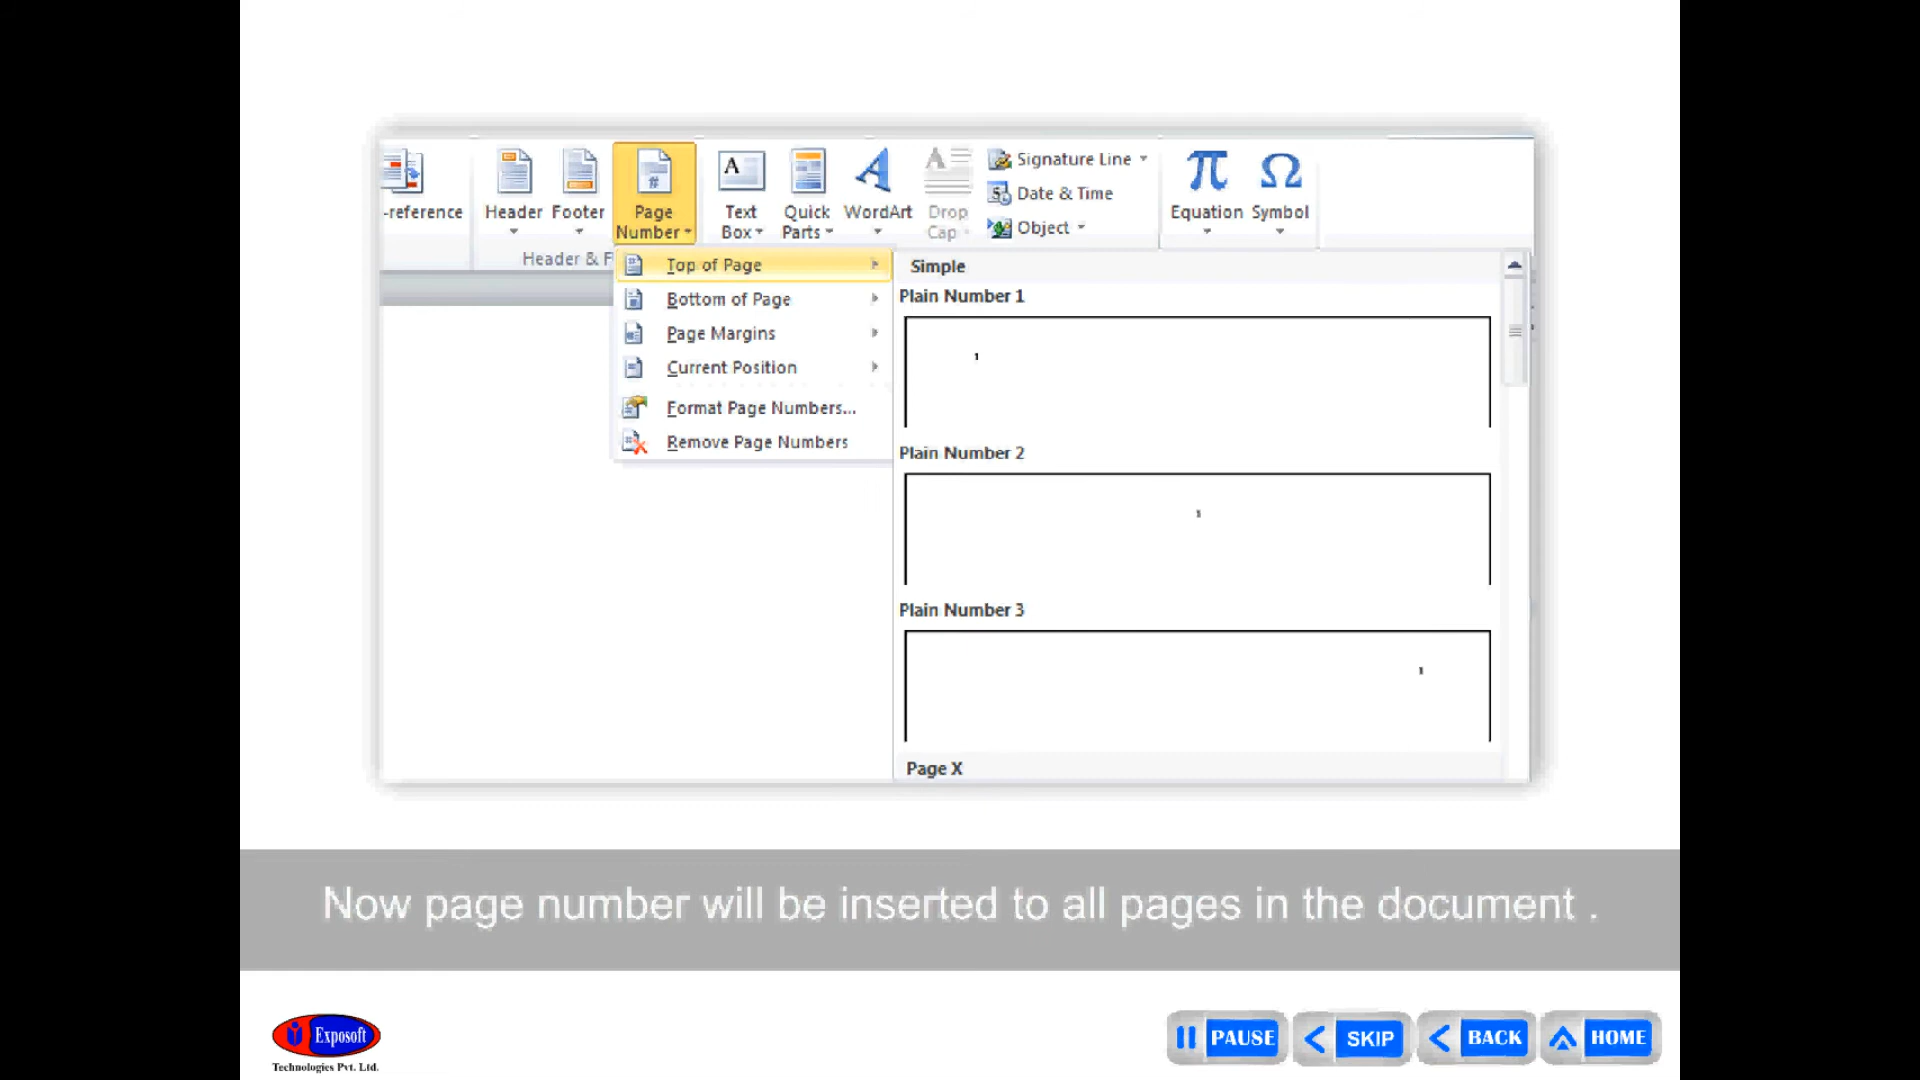 -reference
Header
Footer
Page
Number
Text
Box
Quick
Parts
WordArt
Drop
Cap
Signature Line
Date & Time
Object
Equation
Symbol
Header & F
Top of Page
Bottom of Page
Page Margins
Current Position
Format Page Numbers...
Remove Page Numbers
Simple
Plain Number 1
1
Plain Number 2
1
Plain Number 3
1
Page X
Now page number will be inserted to all pages in the document .
Exposoft
Technologies Pvt. Ltd.
PAUSE
SKIP
BACK
HOME